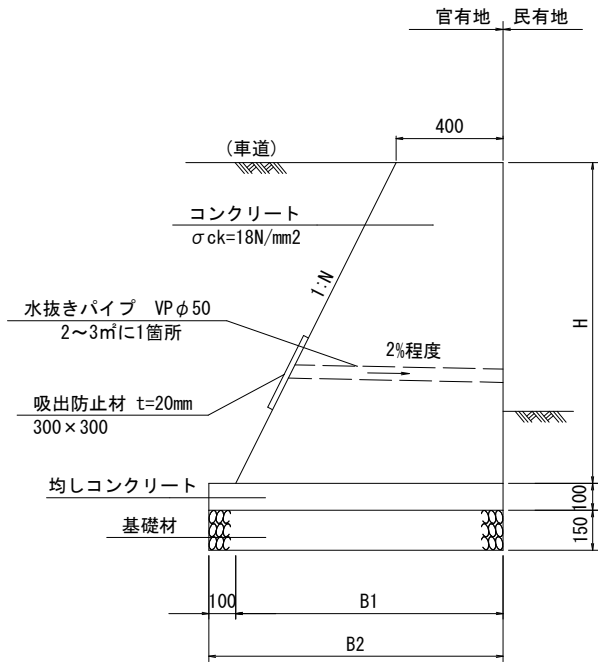 官有地 民有地
400
(車道)
コンクリート
σck=18N/mm2
1:N
水抜きパイプ VPφ50
2～3㎡に1箇所
2%程度
H
吸出防止材 t=20mm
300×300
均しコンクリート
100
基礎材
150
100
B1
B2